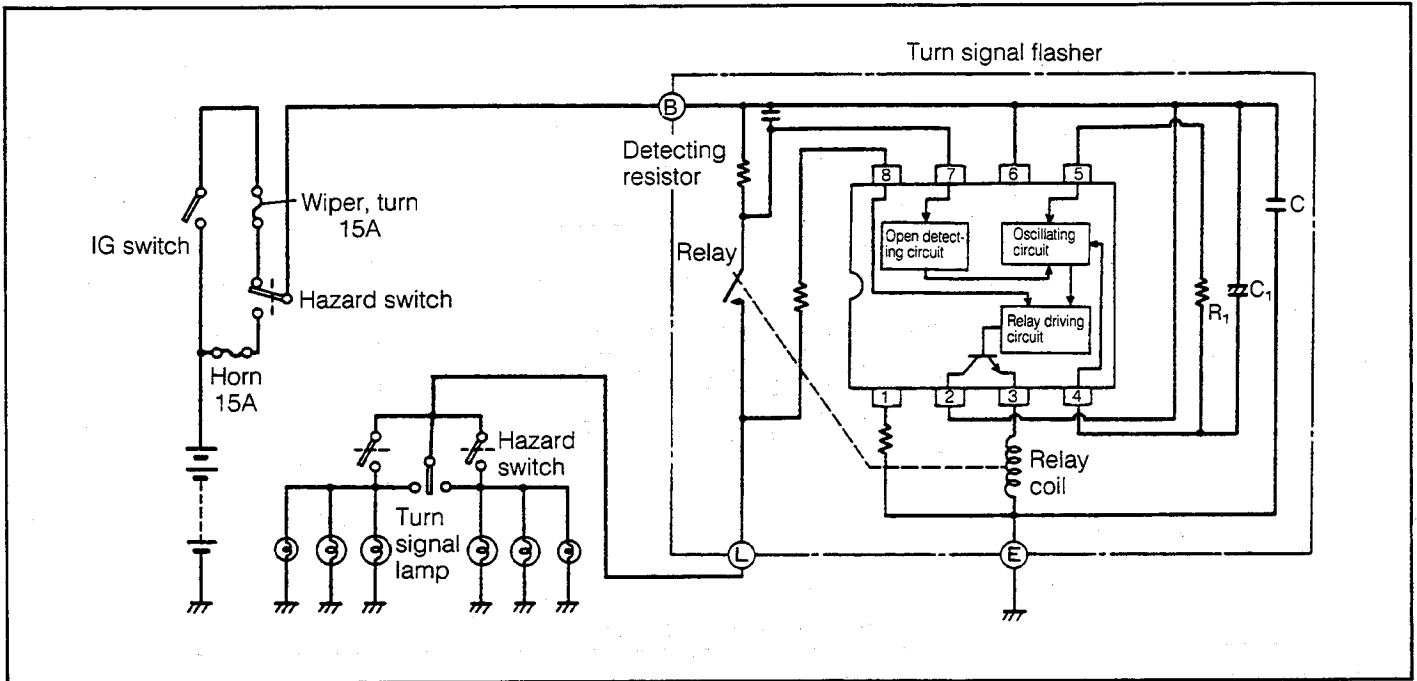 Turn signal flasher
B
Detecting
resistor
8
7
6
5
Wiper, turn
15A
IG switch
Open detect-
ing circuit
Oscillating
circuit
C
Relay
Hazard switch
R1
C1
Relay driving
circuit
Horn
15A
1
2
3
4
Hazard
switch
Relay
coil
Turn
signal
lamp
L
E